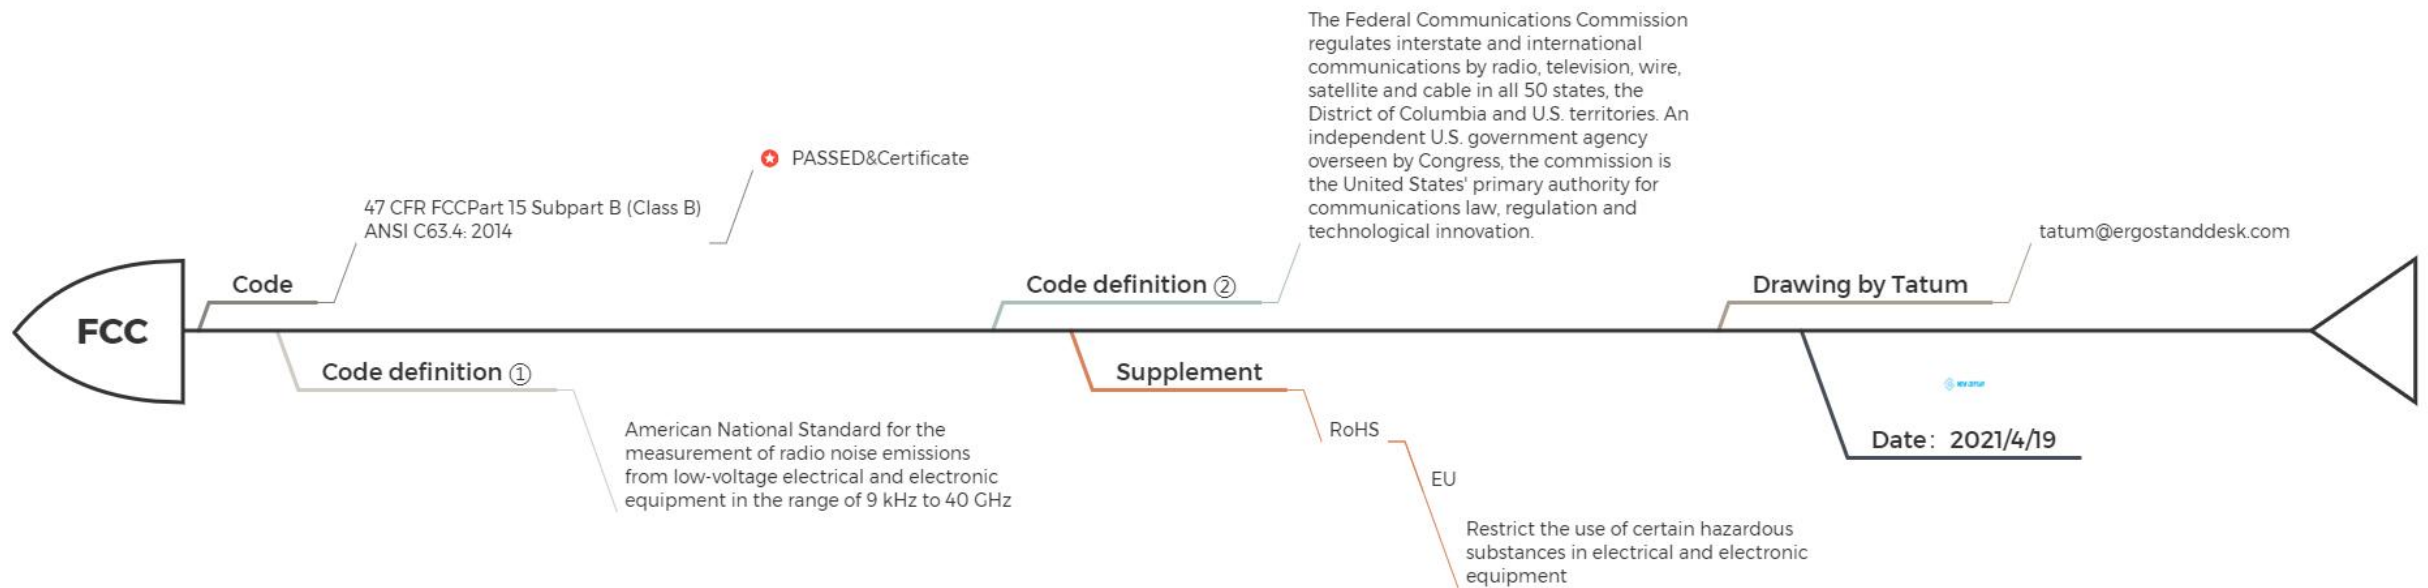 The Federal Communications Commission
regulates interstate and international
communications by radio, television, wire,
satellite and cable in all 50 states, the
District of Columbia and U.S. territories. An
independent U.S. government agency
overseen by Congress, the commission is
the United States' primary authority for
communications law, regulation and
technological innovation.
PASSED&Certificate
47 CFR FCCPart 15 Subpart B (Class B)
ANSI C63.4: 2014
tatum@ergostanddesk.com
Code
Code definition ②
Drawing by Tatum
FCC
Code definition ①
Supplement
American National Standard for the
measurement of radio noise emissions
from low-voltage electrical and electronic
equipment in the range of 9 kHz to 40 GHz
RoHS
Date： 2021/4/19
EU
Restrict the use of certain hazardous
substances in electrical and electronic
equipment